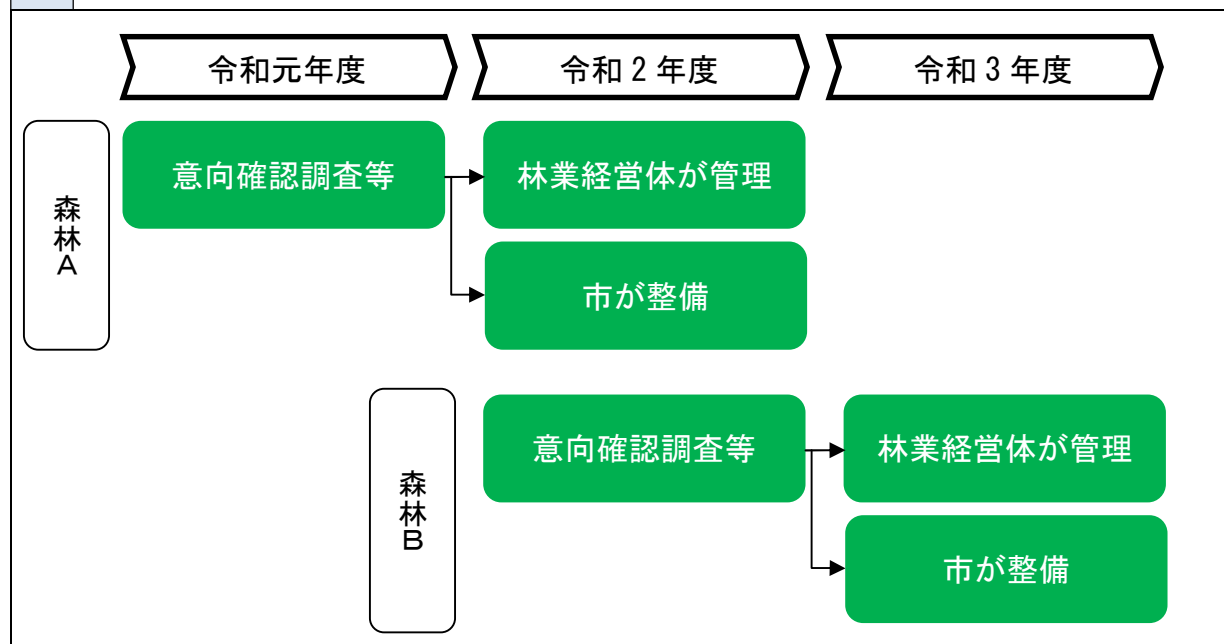 令和元年度
令和２年度
令和３年度
森林Ａ
意向確認調査等
林業経営体が管理
市が整備
森林Ｂ
意向確認調査等
林業経営体が管理
市が整備